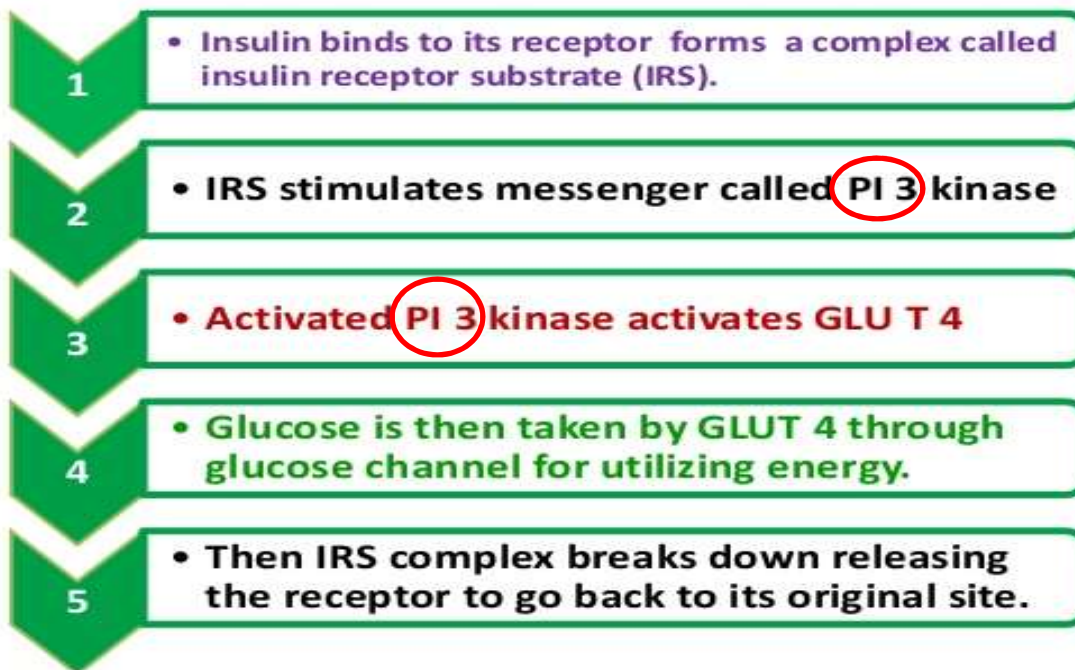 1
• Insulin binds to its receptor forms a complex called
insulin receptor substrate (IRS).
2
• IRS stimulates messenger called PI 3 kinase
3
• Activated PI 3 kinase activates GLU T 4
4
• Glucose is then taken by GLUT 4 through
glucose channel for utilizing energy.
5
• Then IRS complex breaks down releasing
the receptor to go back to its original site.